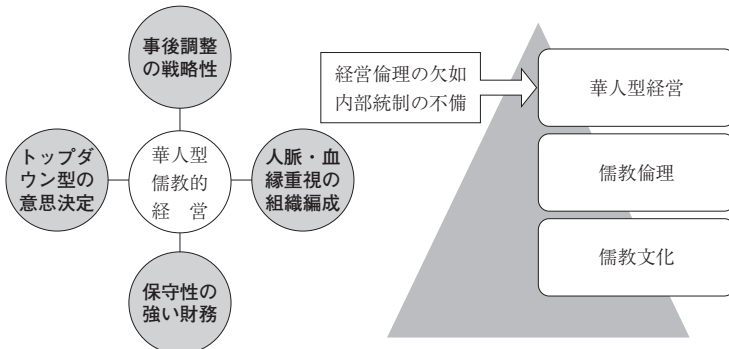 事後調整
の戦略性
トップダ
ウン型の
意思決定
華人型
儒教的
経営
人脈・血
縁重視の
組織編成
保守性の
強い財務
経営倫理の欠如
内部統制の不備
華人型経営
儒教倫理
儒教文化